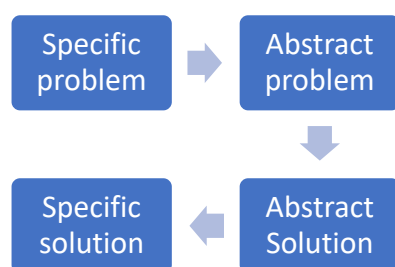 Specific
problem
Abstract
problem
Specific
solution
Abstract
Solution